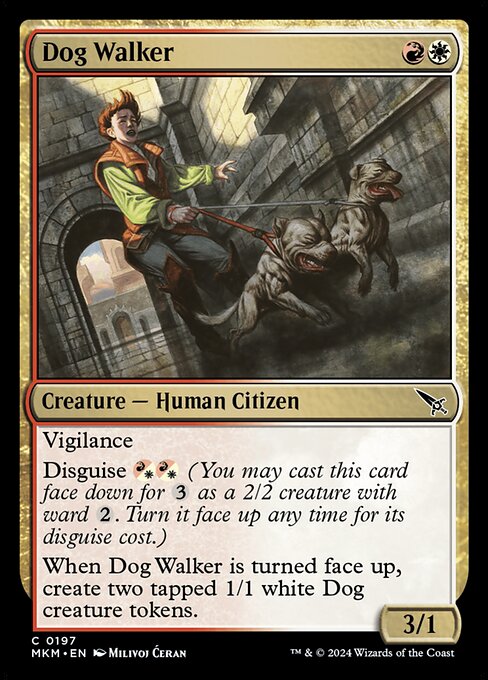 Dog Walker
Creature — Human Citizen
Vigilance
Disguise (You may cast this card
face down for 3 as a 2/2 creature with
ward 2. Turn it face up any time for its
disguise cost.)
When Dog Walker is turned face up,
create two tapped 1/1 white Dog
creature tokens.
3/1
C 0197
MKM • EN Milivoj Ćeran
™ & © 2024 Wizards of the Coast